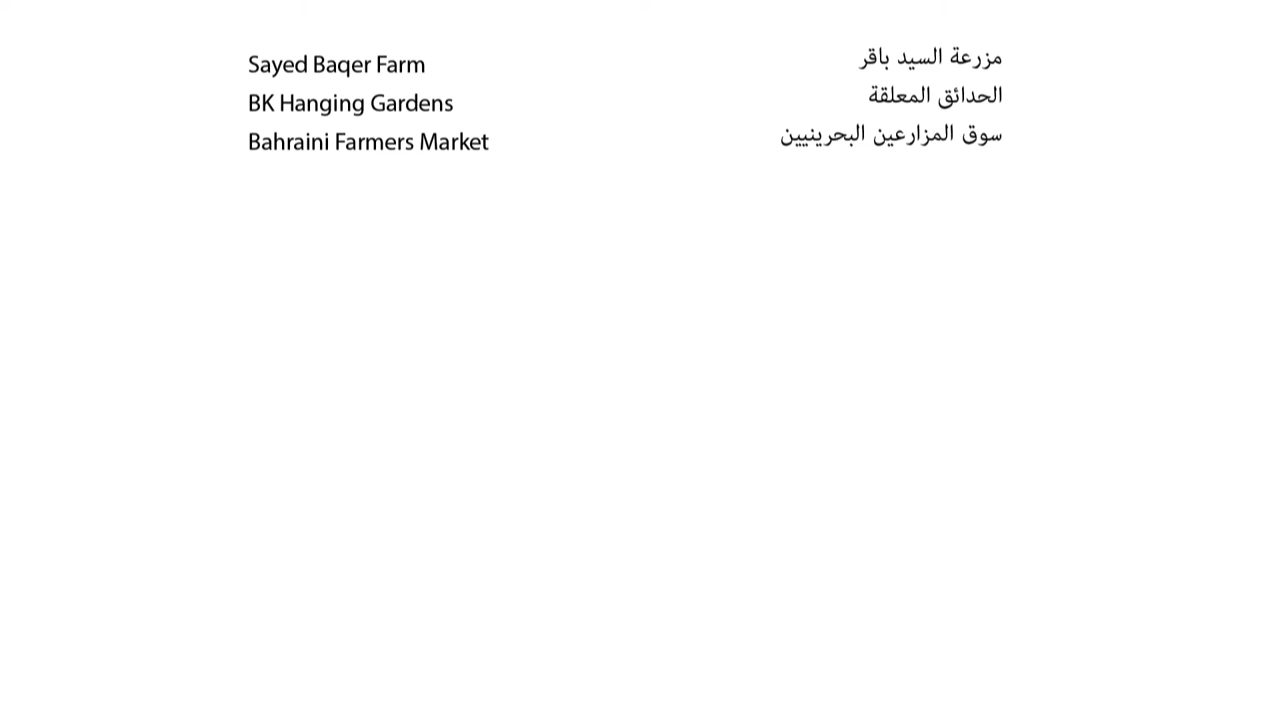 Sayed Baqer Farm
مزرعة السيد باقر
BK Hanging Gardens
الحدائق المعلقة
Bahraini Farmers Market
سوق المزارعين البحرينيين